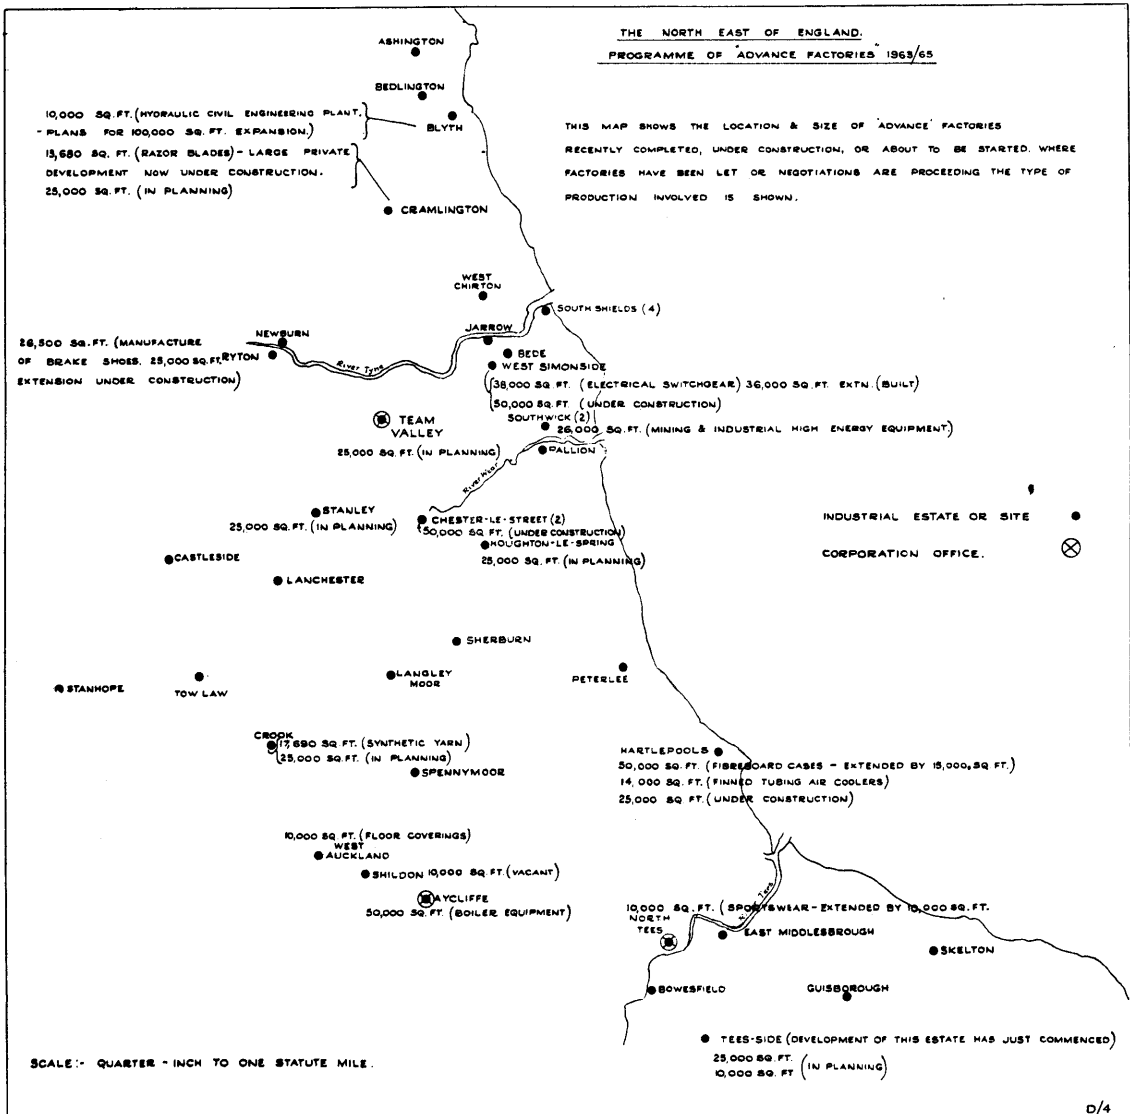 THE NORTH EAST OF ENGLAND.
PROGRAMME OF "ADVANCE FACTORIES" 1963/65
THIS MAP SHOWS THE LOCATION & SIZE OF 'ADVANCE' FACTORIES
RECENTLY COMPLETED, UNDER CONSTRUCTION, OR ABOUT TO BE STARTED. WHERE
FACTORIES HAVE BEEN LET OR NEGOTIATIONS ARE PROCEEDING THE TYPE OF
PRODUCTION INVOLVED IS SHOWN.
ASHINGTON
BEDLINGTON
10,000 SQ.FT. (HYDRAULIC CIVIL ENGINEERING PLANT.
- PLANS FOR 100,000 SQ.FT. EXPANSION.)
BLYTH
13,680 SQ. FT. (RAZOR BLADES) - LARGE PRIVATE
DEVELOPMENT NOW UNDER CONSTRUCTION.
25,000 SQ.FT. (IN PLANNING)
CRAMLINGTON
WEST
CHIRTON
SOUTH SHIELDS (4)
JARROW
NEWBURN
26,500 SQ.FT. (MANUFACTURE
OF BRAKE SHOES. 25,000 SQ.FT.
EXTENSION UNDER CONSTRUCTION)
RYTON
River Tyne
BEDE
WEST SIMONSIDE
38,000 SQ.FT. (ELECTRICAL SWITCHGEAR) 36,000 SQ.FT. EXTN. (BUILT)
50,000 SQ.FT. (UNDER CONSTRUCTION)
SOUTHWICK (2)
26,000 SQ.FT. (MINING & INDUSTRIAL HIGH ENERGY EQUIPMENT)
TEAM
VALLEY
25,000 SQ.FT. (IN PLANNING)
PALLION
River Wear
STANLEY
25,000 SQ.FT. (IN PLANNING)
CHESTER-LE-STREET (2)
50,000 SQ.FT. (UNDER CONSTRUCTION)
HOUGHTON-LE-SPRING
25,000 SQ.FT. (IN PLANNING)
INDUSTRIAL ESTATE OR SITE
CORPORATION OFFICE.
CASTLESIDE
LANCHESTER
SHERBURN
STANHOPE
TOW LAW
LANGLEY
MOOR
PETERLEE
CROOK
17,690 SQ.FT. (SYNTHETIC YARN
25,000 SQ.FT. (IN PLANNING)
SPENNYMOOR
HARTLEPOOLS
50,000 SQ.FT. (FIBREBOARD CASES - EXTENDED BY 15,000 SQ.FT.)
14,000 SQ FT. (FINNED TUBING AIR COOLERS)
25,000 SQ FT. (UNDER CONSTRUCTION)
10,000 SQ.FT. (FLOOR COVERINGS)
WEST
AUCKLAND
SHILDON 10,000 SQ.FT. (VACANT)
AYCLIFFE
50,000 SQ.FT. (BOILER EQUIPMENT)
10,000 SQ.FT. (SPORTSWEAR - EXTENDED BY 10,000 SQ.FT.
NORTH
TEES
Tees
EAST MIDDLESBROUGH
SKELTON
BOWESFIELD
GUISBOROUGH
TEES-SIDE (DEVELOPMENT OF THIS ESTATE HAS JUST COMMENCED)
25,000 SQ.FT.
10,000 SQ. FT (IN PLANNING)
SCALE:- QUARTER - INCH TO ONE STATUTE MILE.
D/4